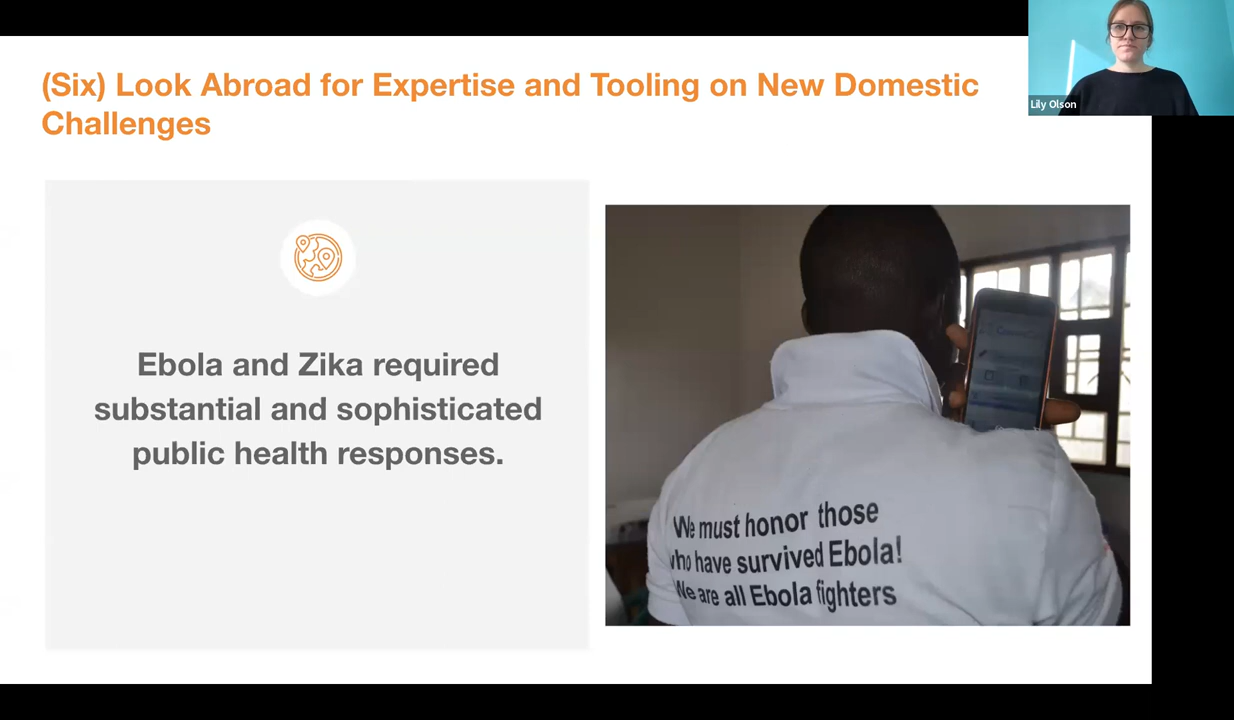 (Six) Look Abroad for Expertise and Tooling on New Domestic
Challenges
Lily Olson
Ebola and Zika required
substantial and sophisticated
public health responses.
We must honor those
who have survived Ebola!
We are all Ebola fighters